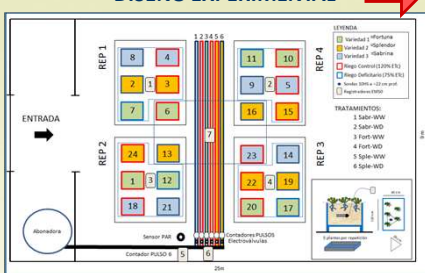 DISEÑO EXPERIMENTAL
1 2 3 4 5 6
REP 1
8 4
2 1 3
7 6
REP 4
11 10
9 2 5
16 15
ENTRADA
REP 2
24 13
1 3 12
18 21
7
REP 3
23 14
22 4 19
20 17
Abonadora
Sensor PAR
Contadores PULSOS
Electroválvulas
Contador PULSO 6
5
6
25m
LEYENDA
Variedad 1 =Fortuna
Variedad 2 =Splendor
Variedad 3 =Sabrina
Riego Control (120% ETc)
Riego Deficitario (75% ETc)
TRATAMIENTOS:
1 Sabr-WW
2 Sabr-WD
3 Fort-WW
4 Fort-WD
5 Sple-WW
6 Sple-WD